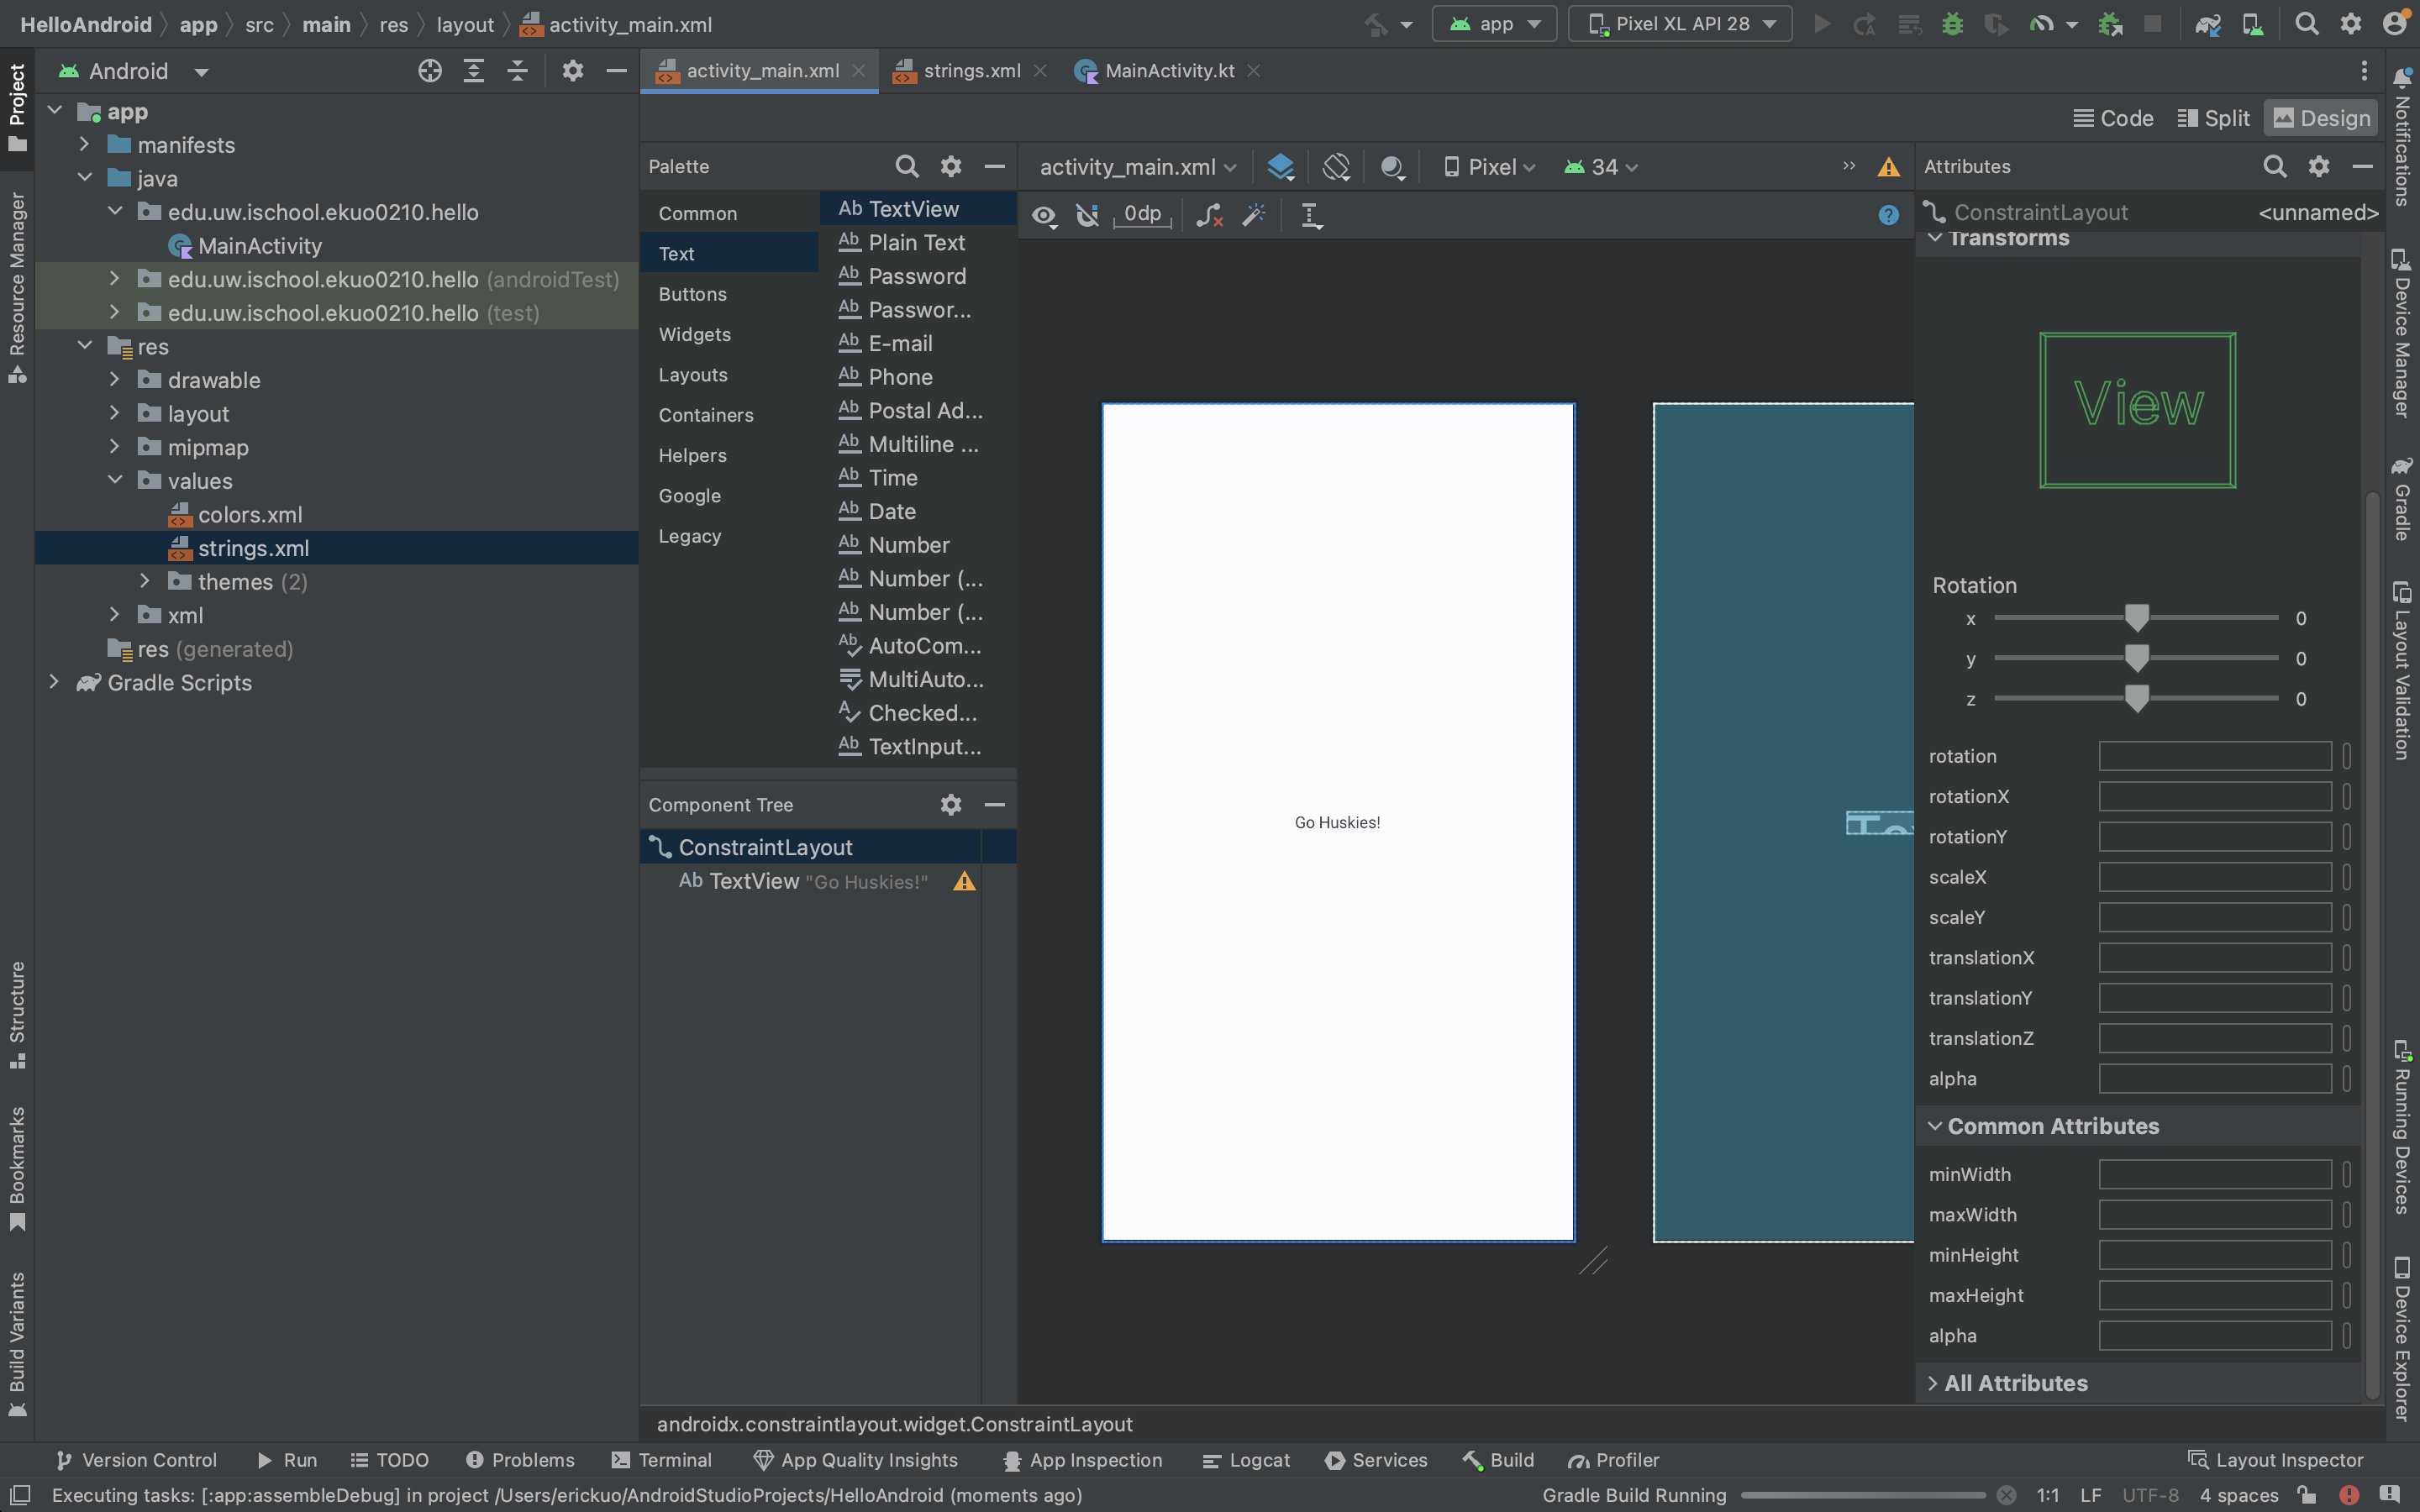 HelloAndroid app src main res layout activity_main.xml
app
Pixel XL API 28
Project
Resource Manager
Structure
Bookmarks
Build Variants
Android
app
manifests
java
edu.uw.ischool.ekuo0210.hello
MainActivity
edu.uw.ischool.ekuo0210.hello (androidTest)
edu.uw.ischool.ekuo0210.hello (test)
res
drawable
layout
mipmap
values
colors.xml
strings.xml
themes (2)
xml
res (generated)
Gradle Scripts
activity_main.xml
strings.xml
MainActivity.kt
Code
Split
Design
Palette
Common
Text
Buttons
Widgets
Layouts
Containers
Helpers
Google
Legacy
Ab TextView
Ab Plain Text
Ab Password
Ab Passwor...
Ab E-mail
Ab Phone
Ab Postal Ad...
Ab Multiline ...
Ab Time
Ab Date
Ab Number
Ab Number (...
Ab Number (...
Ab AutoCom...
MultiAuto...
A Checked...
Ab TextInput...
Component Tree
ConstraintLayout
Ab TextView "Go Huskies!"
activity_main.xml
Pixel
34
0dp
Go Huskies!
Attributes
ConstraintLayout <unnamed>
Transforms
View
Rotation
x 0
y 0
z 0
rotation
rotationX
rotationY
scaleX
scaleY
translationX
translationY
translationZ
alpha
Common Attributes
minWidth
maxWidth
minHeight
maxHeight
alpha
All Attributes
Notifications
Device Manager
Gradle
Layout Validation
Running Devices
Device Explorer
androidx.constraintlayout.widget.ConstraintLayout
Version Control Run TODO Problems Terminal App Quality Insights App Inspection Logcat Services Build Profiler Layout Inspector
Executing tasks: [:app:assembleDebug] in project /Users/erickuo/AndroidStudioProjects/HelloAndroid (moments ago) Gradle Build Running 1:1 LF UTF-8 4 spaces